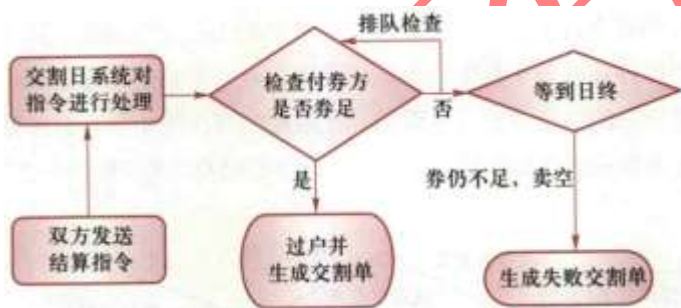 排队检查
交割日系统对
指令进行处理
检查付券方
是否券足
否
等到日终
是
券仍不足、卖空
双方发送
结算指令
过户并
生成交割单
生成失败交割单